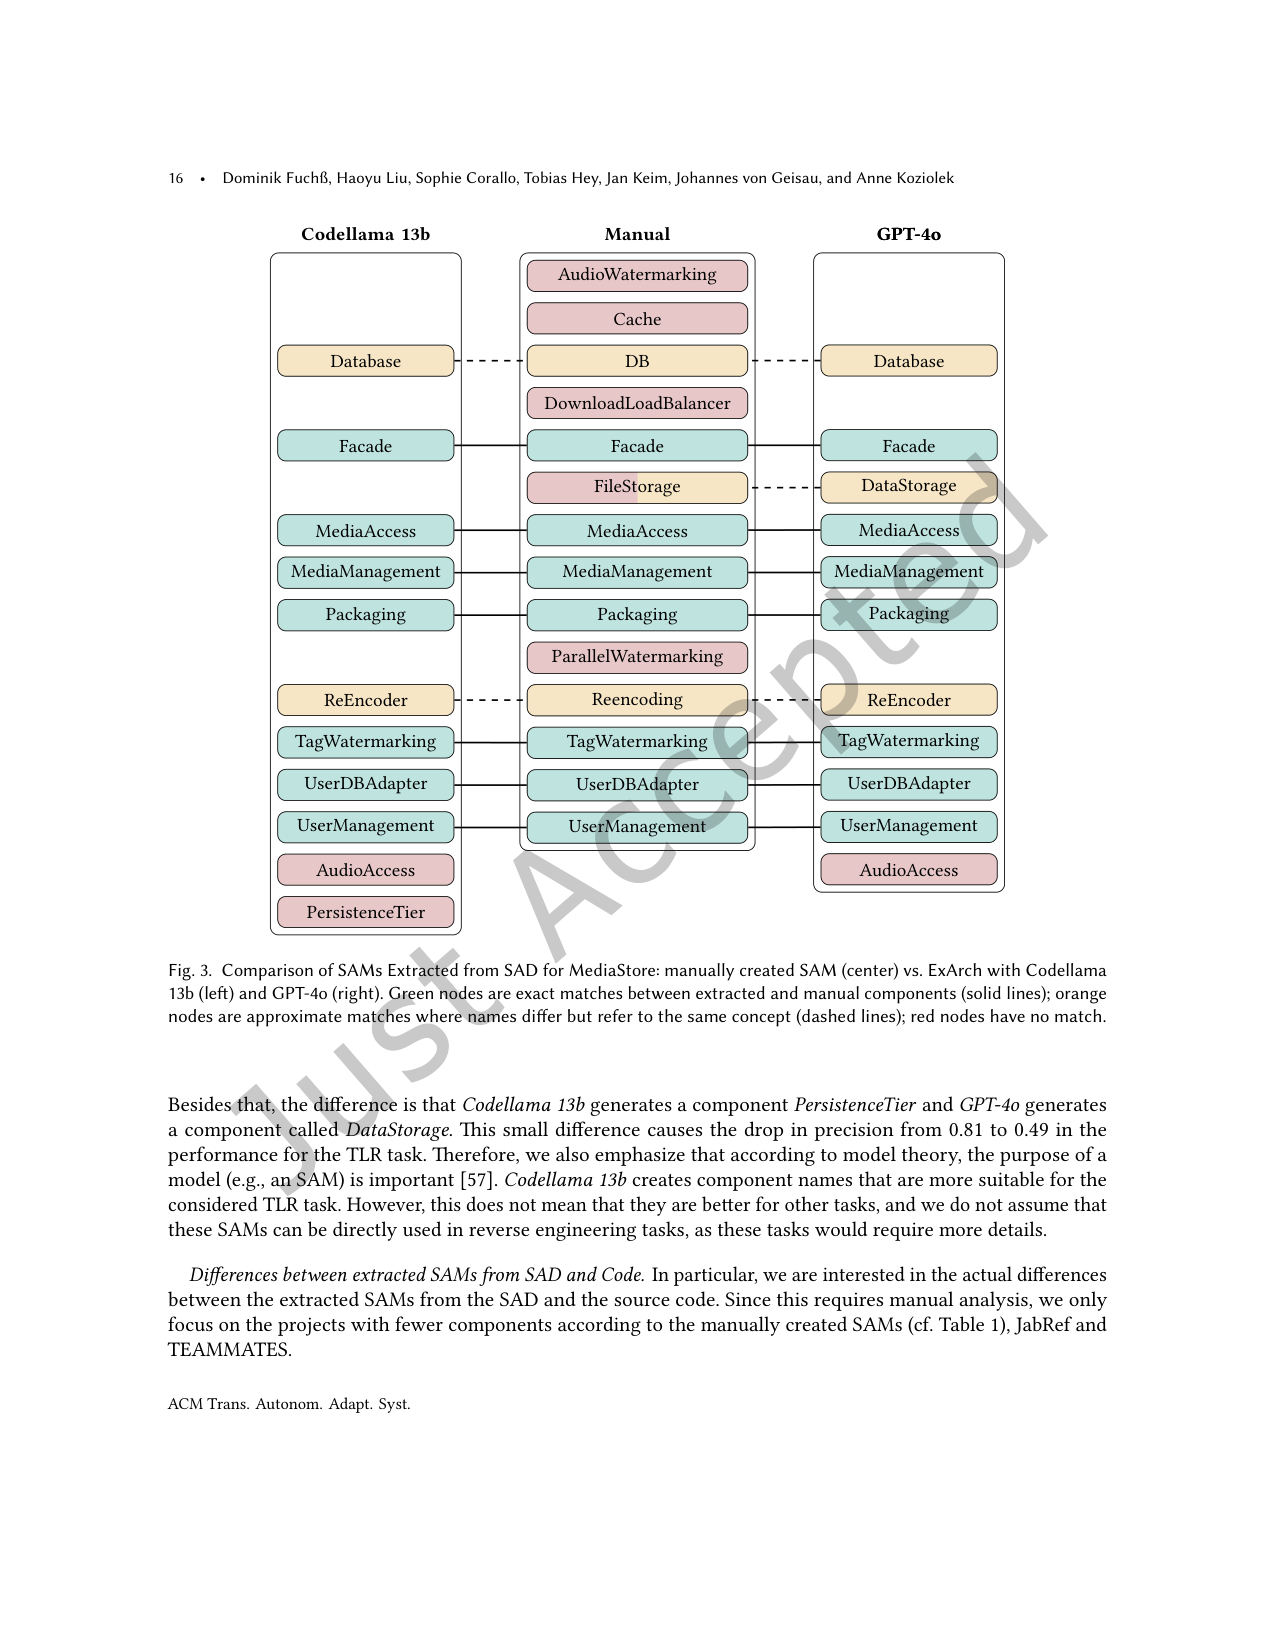 16 • Dominik Fuchß, Haoyu Liu, Sophie Corallo, Tobias Hey, Jan Keim, Johannes von Geisau, and Anne Koziolek
Codellama 13b Manual GPT-4o
AudioWatermarking
Cache
Database DB Database
DownloadLoadBalancer
Facade Facade Facade
FileStorage DataStorage
MediaAccess MediaAccess MediaAccess
MediaManagement MediaManagement MediaManagement
Packaging Packaging Packaging
ParallelWatermarking
ReEncoder Reencoding ReEncoder
TagWatermarking TagWatermarking TagWatermarking
UserDBAdapter UserDBAdapter UserDBAdapter
UserManagement UserManagement UserManagement
AudioAccess AudioAccess
PersistenceTier
Fig. 3. Comparison of SAMs Extracted from SAD for MediaStore: manually created SAM (center) vs. ExArch with Codellama
13b (left) and GPT-4o (right). Green nodes are exact matches between extracted and manual components (solid lines); orange
nodes are approximate matches where names differ but refer to the same concept (dashed lines); red nodes have no match.
Besides that, the difference is that Codellama 13b generates a component PersistenceTier and GPT-4o generates
a component called DataStorage. This small difference causes the drop in precision from 0.81 to 0.49 in the
performance for the TLR task. Therefore, we also emphasize that according to model theory, the purpose of a
model (e.g., an SAM) is important [57]. Codellama 13b creates component names that are more suitable for the
considered TLR task. However, this does not mean that they are better for other tasks, and we do not assume that
these SAMs can be directly used in reverse engineering tasks, as these tasks would require more details.
Differences between extracted SAMs from SAD and Code. In particular, we are interested in the actual differences
between the extracted SAMs from the SAD and the source code. Since this requires manual analysis, we only
focus on the projects with fewer components according to the manually created SAMs (cf. Table 1), JabRef and
TEAMMATES.
ACM Trans. Autonom. Adapt. Syst.
Just Accepted